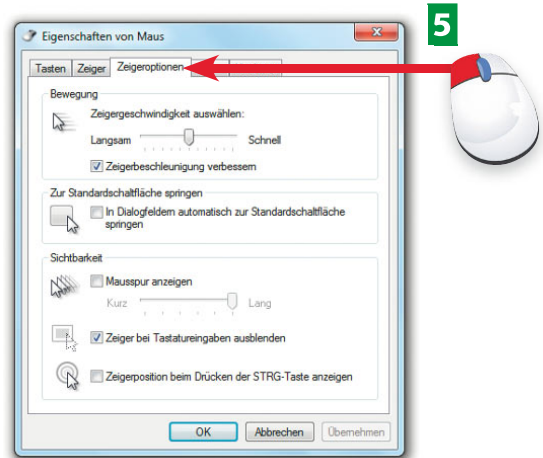 5
Eigenschaften von Maus
Tasten Zeiger Zeigeroptionen
Bewegung
Zeigergeschwindigkeit auswählen:
Langsam Schnell
Zeigerbeschleunigung verbessern
Zur Standardschaltfläche springen
In Dialogfeldern automatisch zur Standardschaltfläche
springen
Sichtbarkeit
Mausspur anzeigen
Kurz Lang
Zeiger bei Tastatureingaben ausblenden
Zeigerposition beim Drücken der STRG-Taste anzeigen
OK Abbrechen Übernehmen